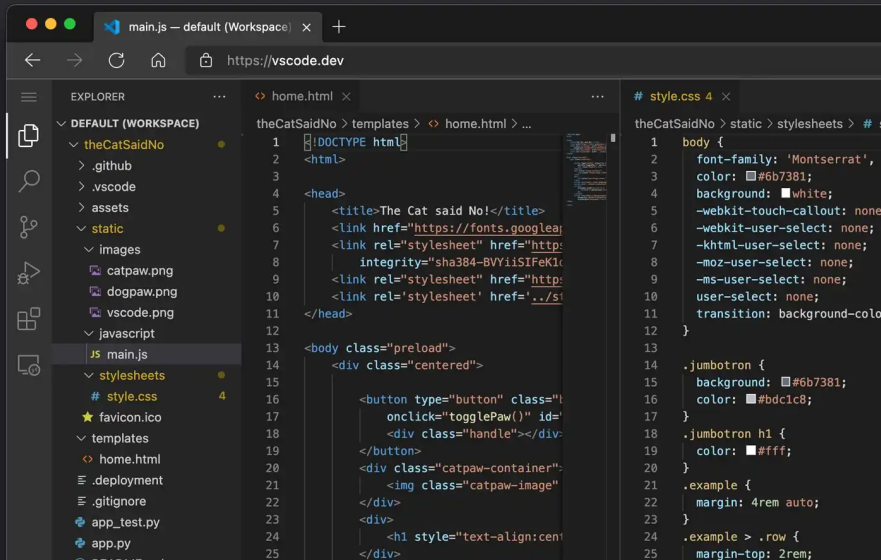 main.js — default (Workspace)
https://vscode.dev
EXPLORER
DEFAULT (WORKSPACE)
theCatSaidNo
.github
.vscode
assets
static
images
catpaw.png
dogpaw.png
vscode.png
javascript
JS main.js
stylesheets
# style.css 4
favicon.ico
templates
<> home.html
.deployment
.gitignore
app_test.py
app.py
<> home.html
theCatSaidNo > templates > <> home.html > ...
1 <!DOCTYPE html>
2 <html>
3
4 <head>
5 <title>The Cat said No!</title>
6 <link href="https://fonts.googleap
7 <link rel="stylesheet" href="https
8 integrity="sha384-BVYiiSIFeK1
9 <link rel="stylesheet" href="https
10 <link rel='stylesheet' href='../st
11 </head>
12
13 <body class="preload">
14 <div class="centered">
15
16 <button type="button" class="b
17 onclick="togglePaw()" id="
18 <div class="handle"></div>
19 </button>
20 <div class="catpaw-container">
21 <img class="catpaw-image"
22 </div>
23 <div>
24 <h1 style="text-align:cent
25 </div>
# style.css 4
theCatSaidNo > static > stylesheets > #
1 body {
2 font-family: 'Montserrat',
3 color: #6b7381;
4 background: white;
5 -webkit-touch-callout: none
6 -webkit-user-select: none;
7 -khtml-user-select: none;
8 -moz-user-select: none;
9 -ms-user-select: none;
10 user-select: none;
11 transition: background-colo
12 }
13
14 .jumbotron {
15 background: #6b7381;
16 color: #bdc1c8;
17 }
18 .jumbotron h1 {
19 color: #fff;
20 }
21 .example {
22 margin: 4rem auto;
23 }
24 .example > .row {
25 margin-top: 2rem;